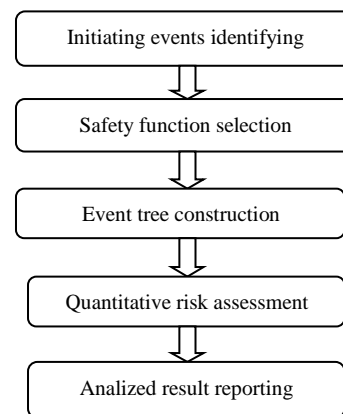 Initiating events identifying
Safety function selection
Event tree construction
Quantitative risk assessment
Analized result reporting